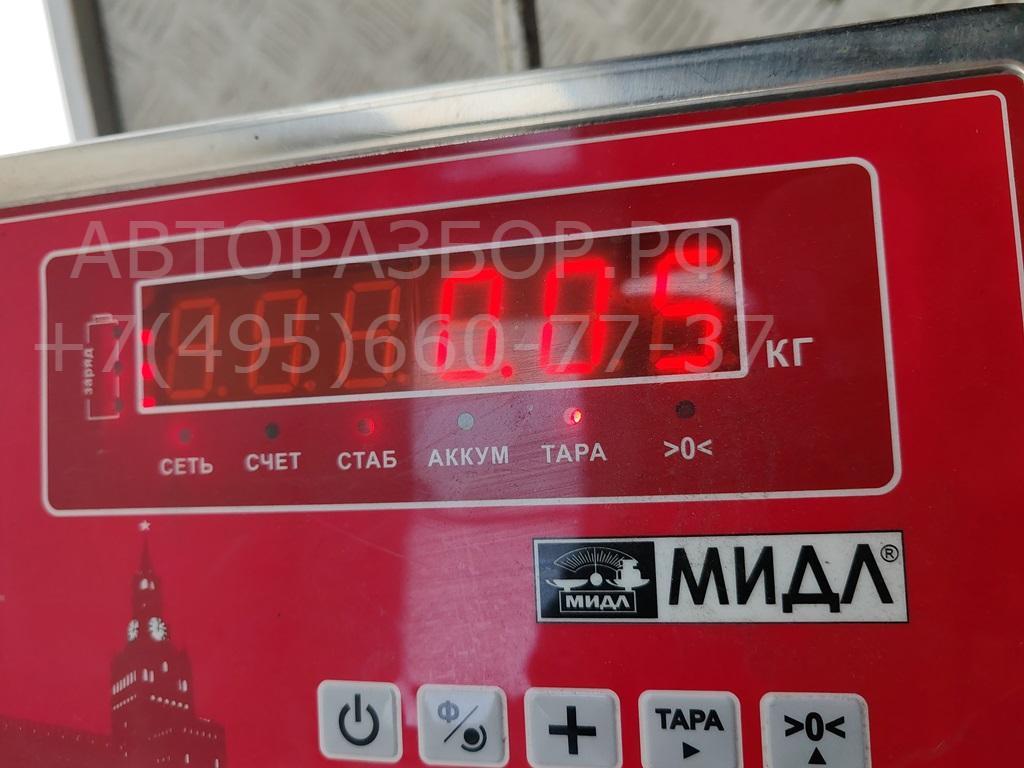 АВТОРАЗБОР.РФ
+7(495)660-77-37
0.05
кг
заряд
СЕТЬ СЧЕТ СТАБ АККУМ ТАРА >0<
МИДЛ
МИДЛ®
Ф
ТАРА
>0<